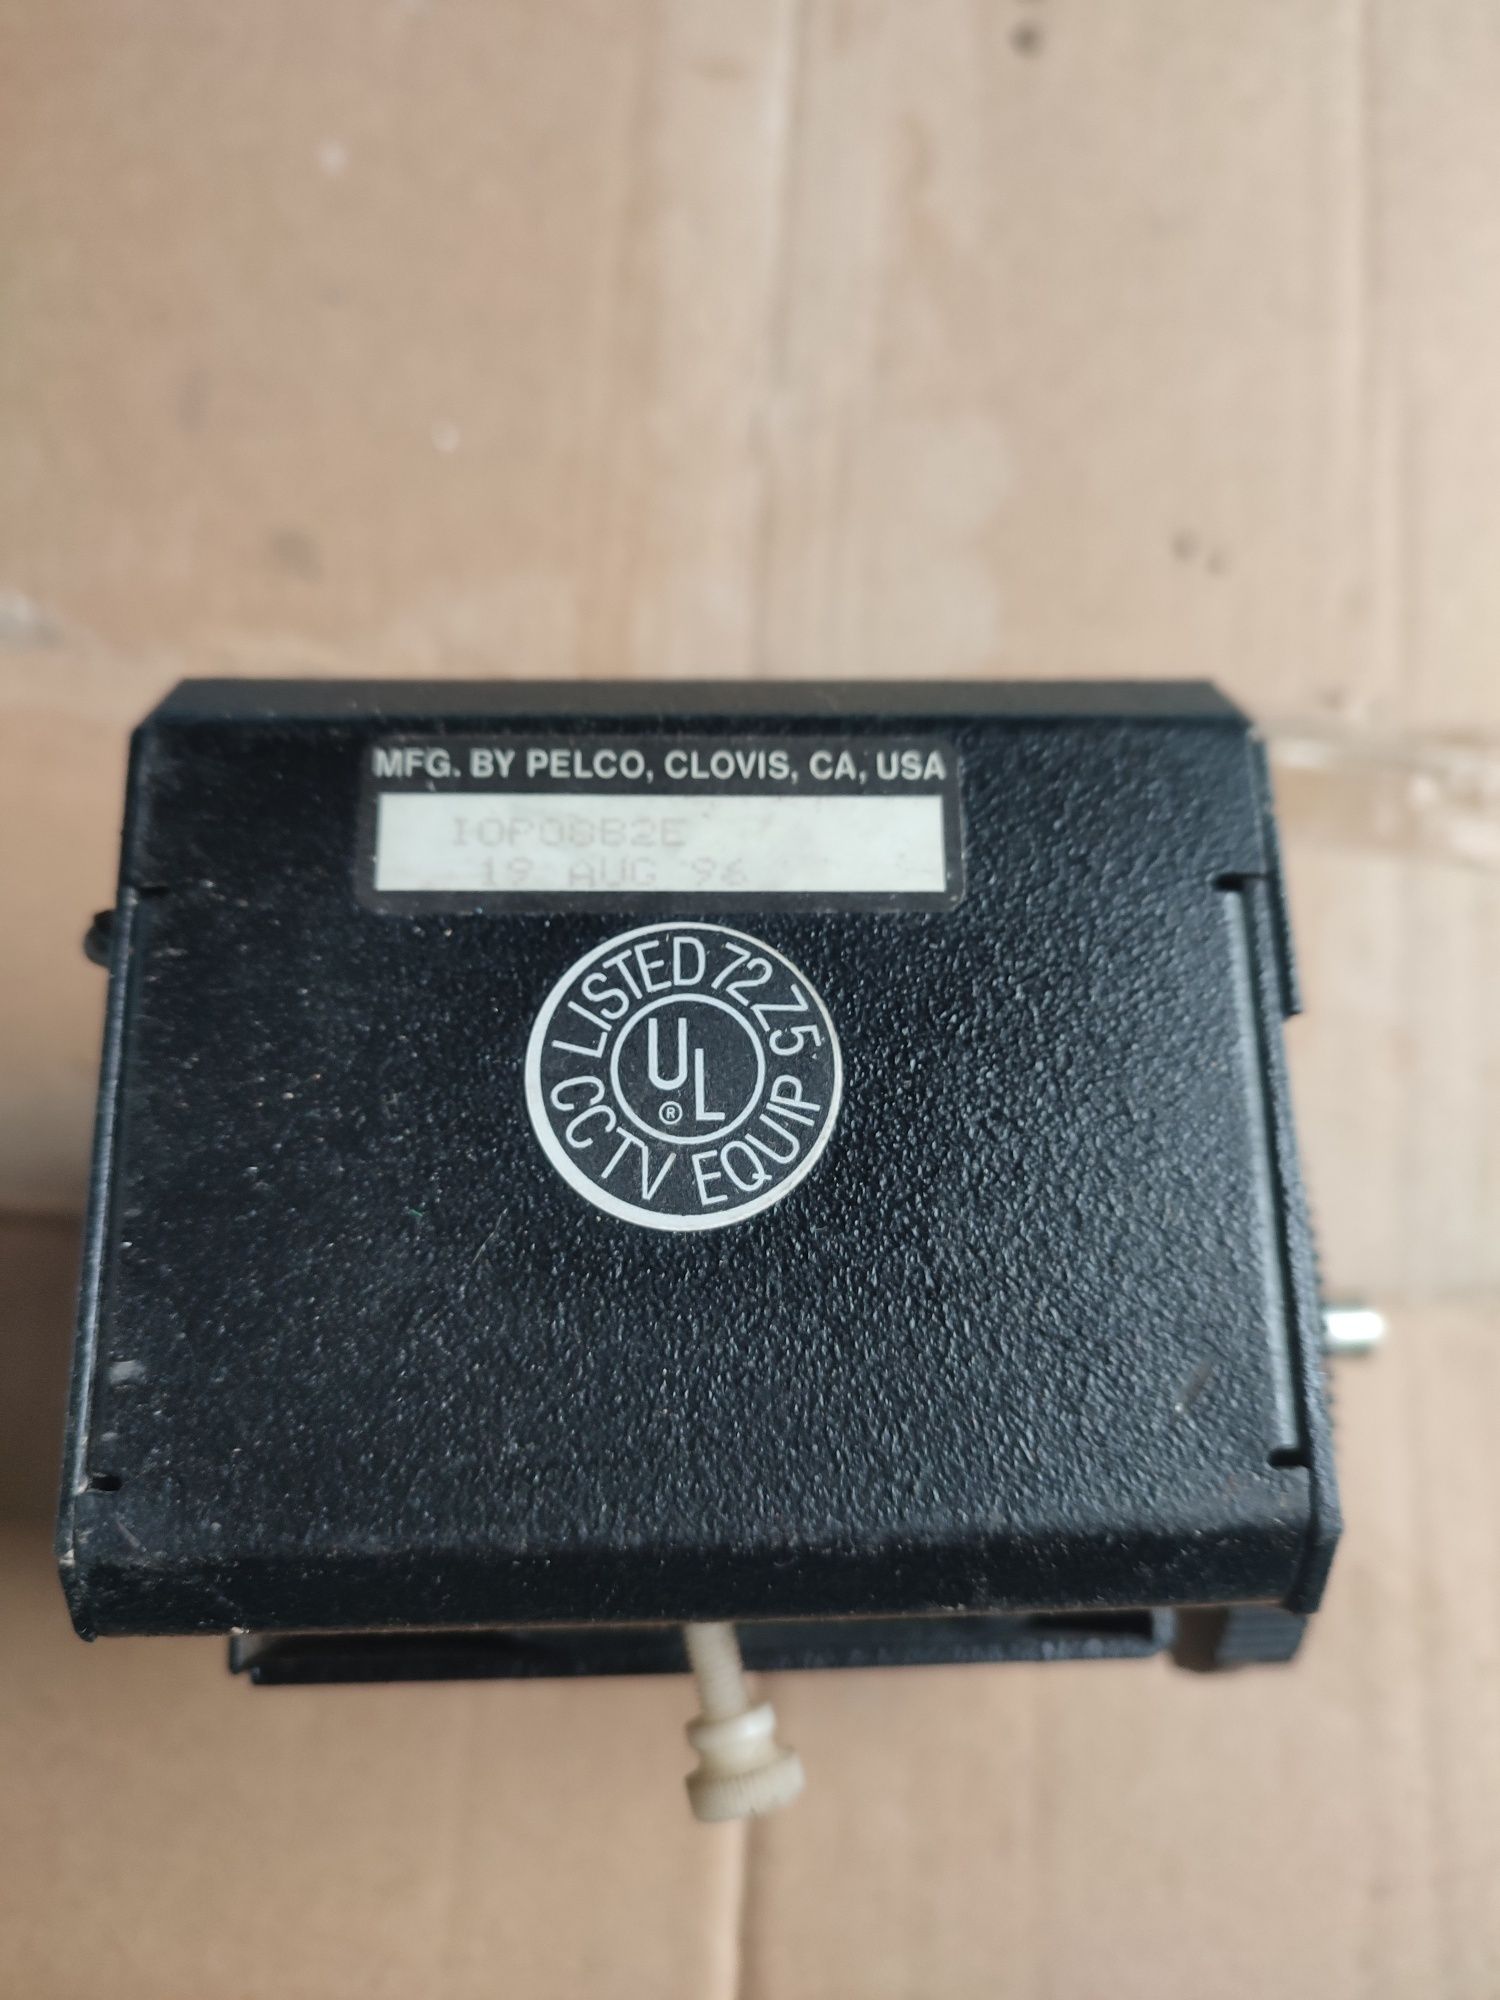 MFG. BY PELCO, CLOVIS, CA, USA
IOP08B2E
19 AUG 96
LISTED 72Z5
UL
®
CCTV EQUIP